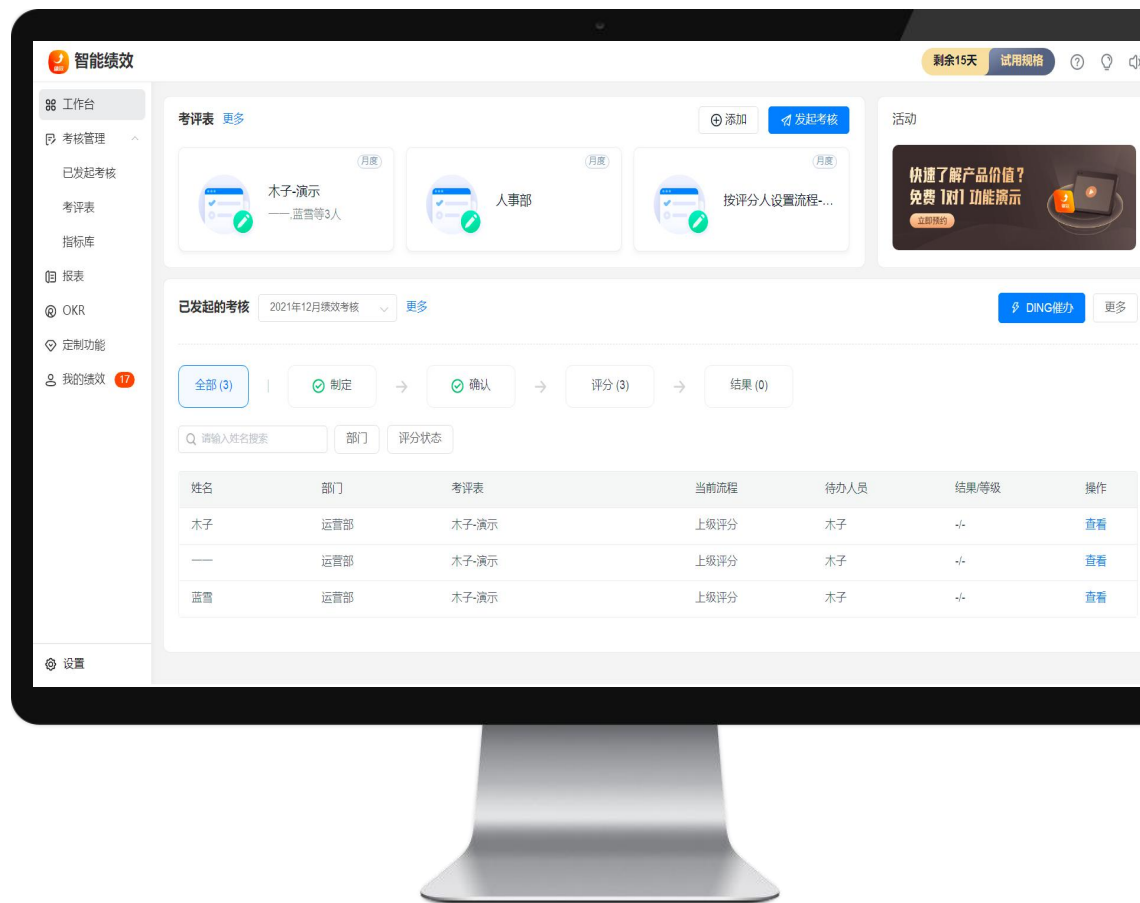 智能绩效
剩余15天 试用规格
工作台
考核管理
已发起考核
考评表
指标库
报表
OKR
定制功能
我的绩效 17
设置
考评表 更多
添加 发起考核
月度
木子-演示
一一,蓝雪等3人
月度
人事部
月度
按评分人设置流程-...
活动
快速了解产品价值?
免费 1对1 功能演示
立即预约
已发起的考核 2021年12月绩效考核 更多
DING催办 更多
全部 (3) 制定 确认 评分 (3) 结果 (0)
请输入姓名搜索 部门 评分状态
姓名 部门 考评表 当前流程 待办人员 结果/等级 操作
木子 运营部 木子-演示 上级评分 木子 -/- 查看
一一 运营部 木子-演示 上级评分 木子 -/- 查看
蓝雪 运营部 木子-演示 上级评分 木子 -/- 查看